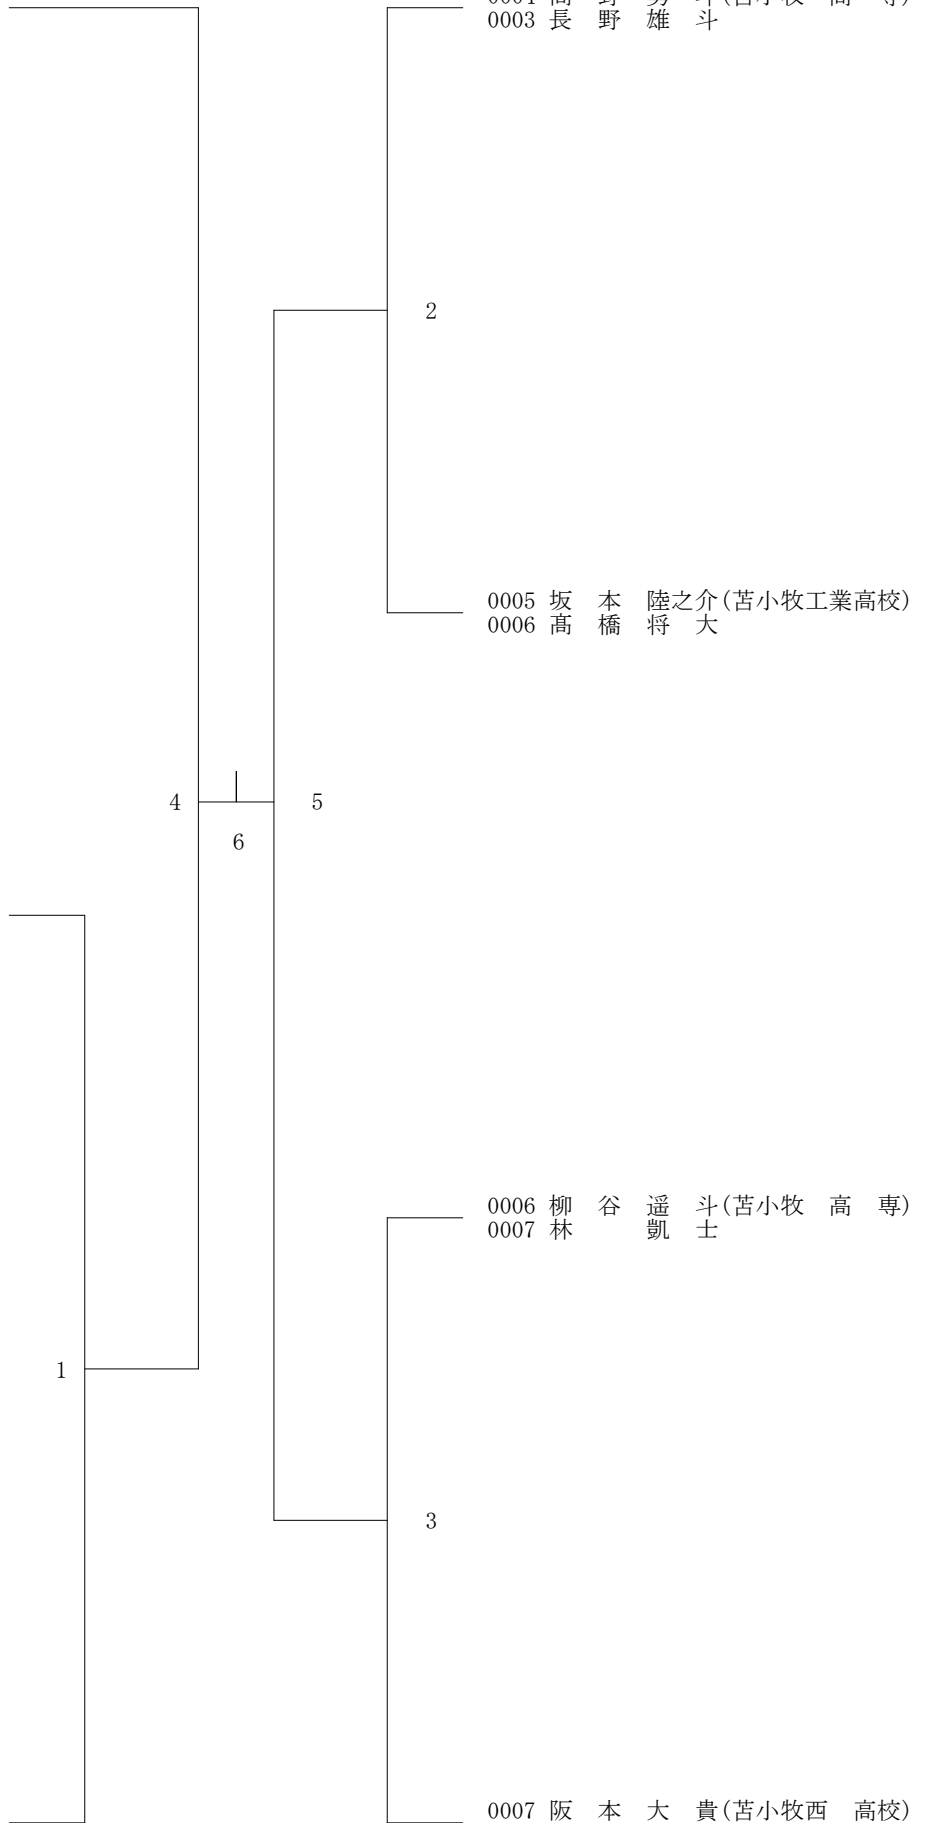 0003 長　野　雄　斗
2
0005 坂　本　陸之介(苫小牧工業高校)
0006 髙　橋　将　大
4
5
6
0006 柳　谷　遥　斗(苫小牧　高　専)
0007 林　　　凱　士
1
3
0007 阪　本　大　貴(苫小牧西　高校)